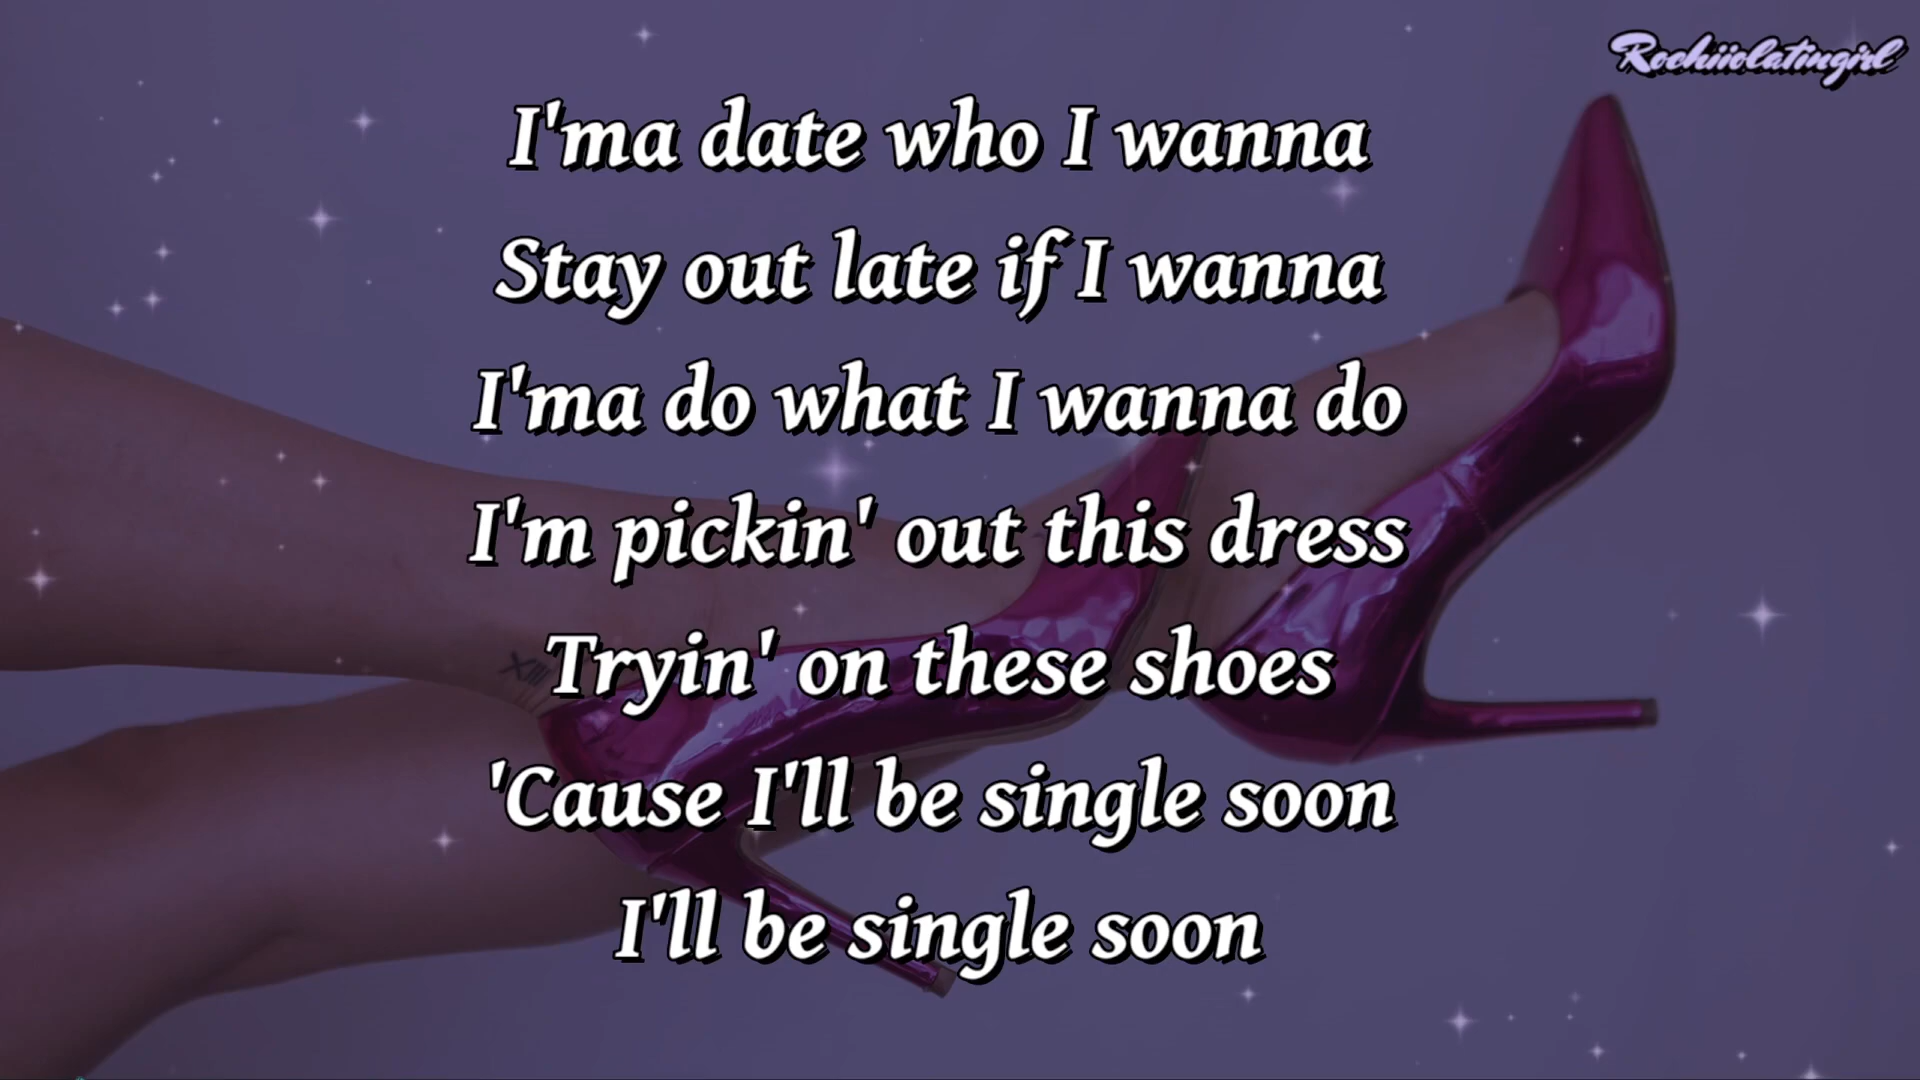 Rochiiolatingirl
I'ma date who I wanna
Stay out late if I wanna
I'ma do what I wanna do
I'm pickin' out this dress
Tryin' on these shoes
'Cause I'll be single soon
I'll be single soon
XIII